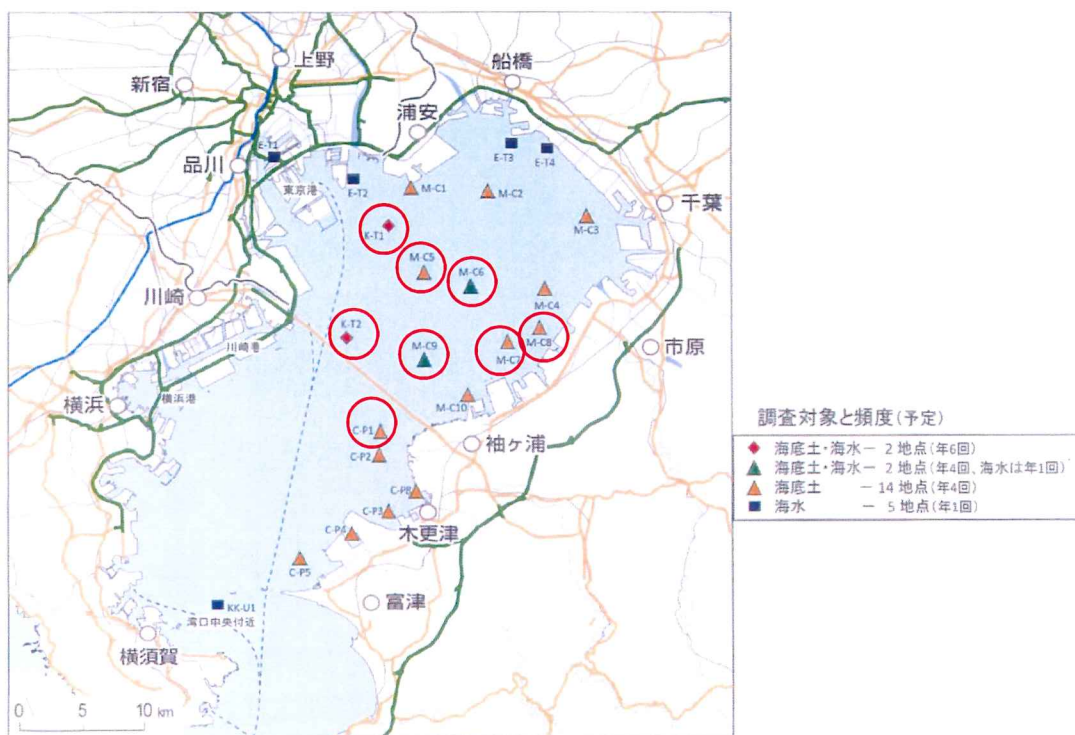 上野
船橋
新宿
浦安
E-T1
E-T3
E-T4
品川
東京港
E-T2
M-C1
M-C2
千葉
M-C3
K-T1
M-C5
M-C6
川崎
M-C4
K-T2
川崎港
M-C9
M-C7
M-C8
市原
横浜
横浜港
M-C10
C-P1
袖ヶ浦
C-P2
C-P8
C-P3
木更津
C-P4
C-P5
富津
KK-U1
湾口中央付近
横須賀
0 5 10 km
調査対象と頻度(予定)
海底土・海水 ー 2 地点(年6回)
海底土・海水 ー 2 地点(年4回、海水は年1回)
海底土 ー 14 地点(年4回)
海水 ー 5 地点(年1回)